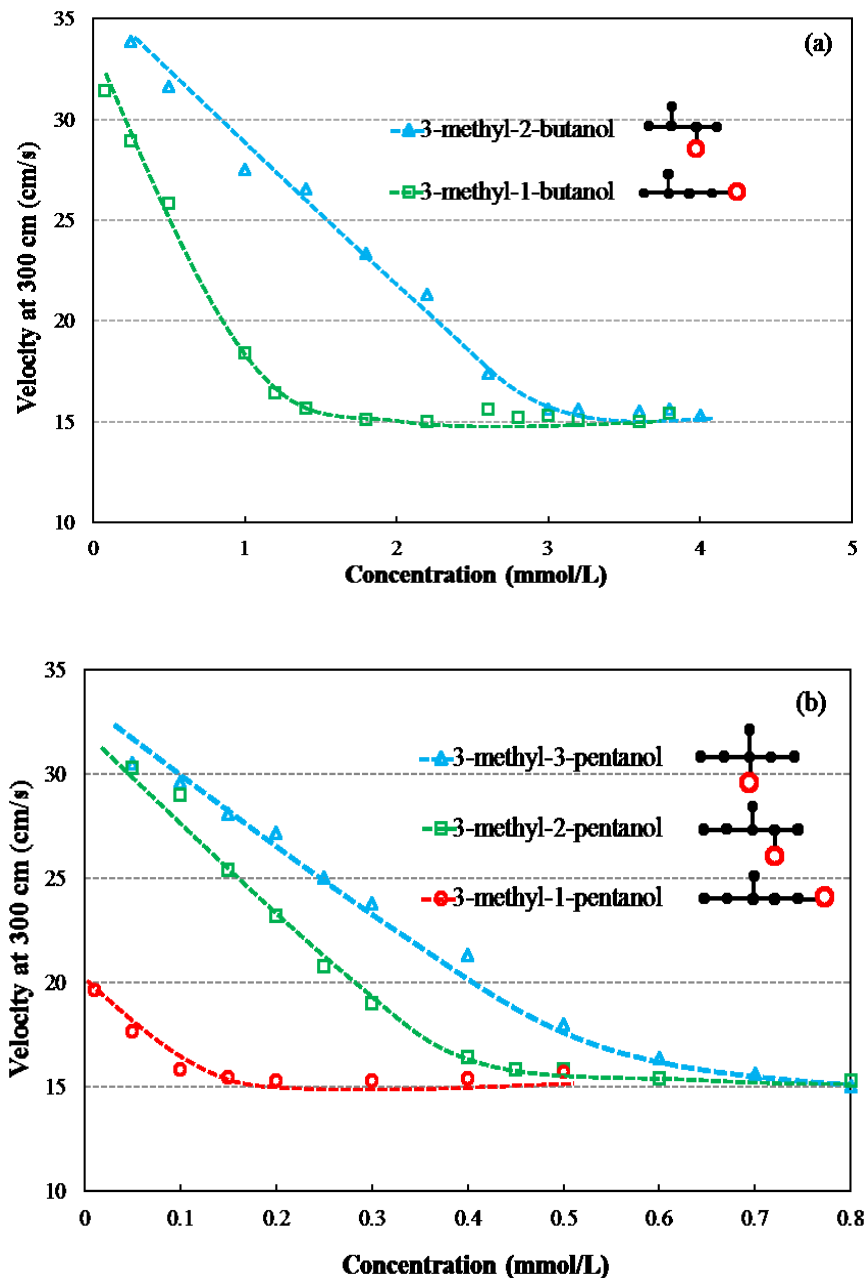 35
(a)
30
3-methyl-2-butanol
3-methyl-1-butanol
25
20
15
10
Velocity at 300 cm (cm/s)
0 1 2 3 4 5
Concentration (mmol/L)
35
(b)
30
3-methyl-3-pentanol
3-methyl-2-pentanol
25
3-methyl-1-pentanol
20
15
10
Velocity at 300 cm (cm/s)
0 0.1 0.2 0.3 0.4 0.5 0.6 0.7 0.8
Concentration (mmol/L)